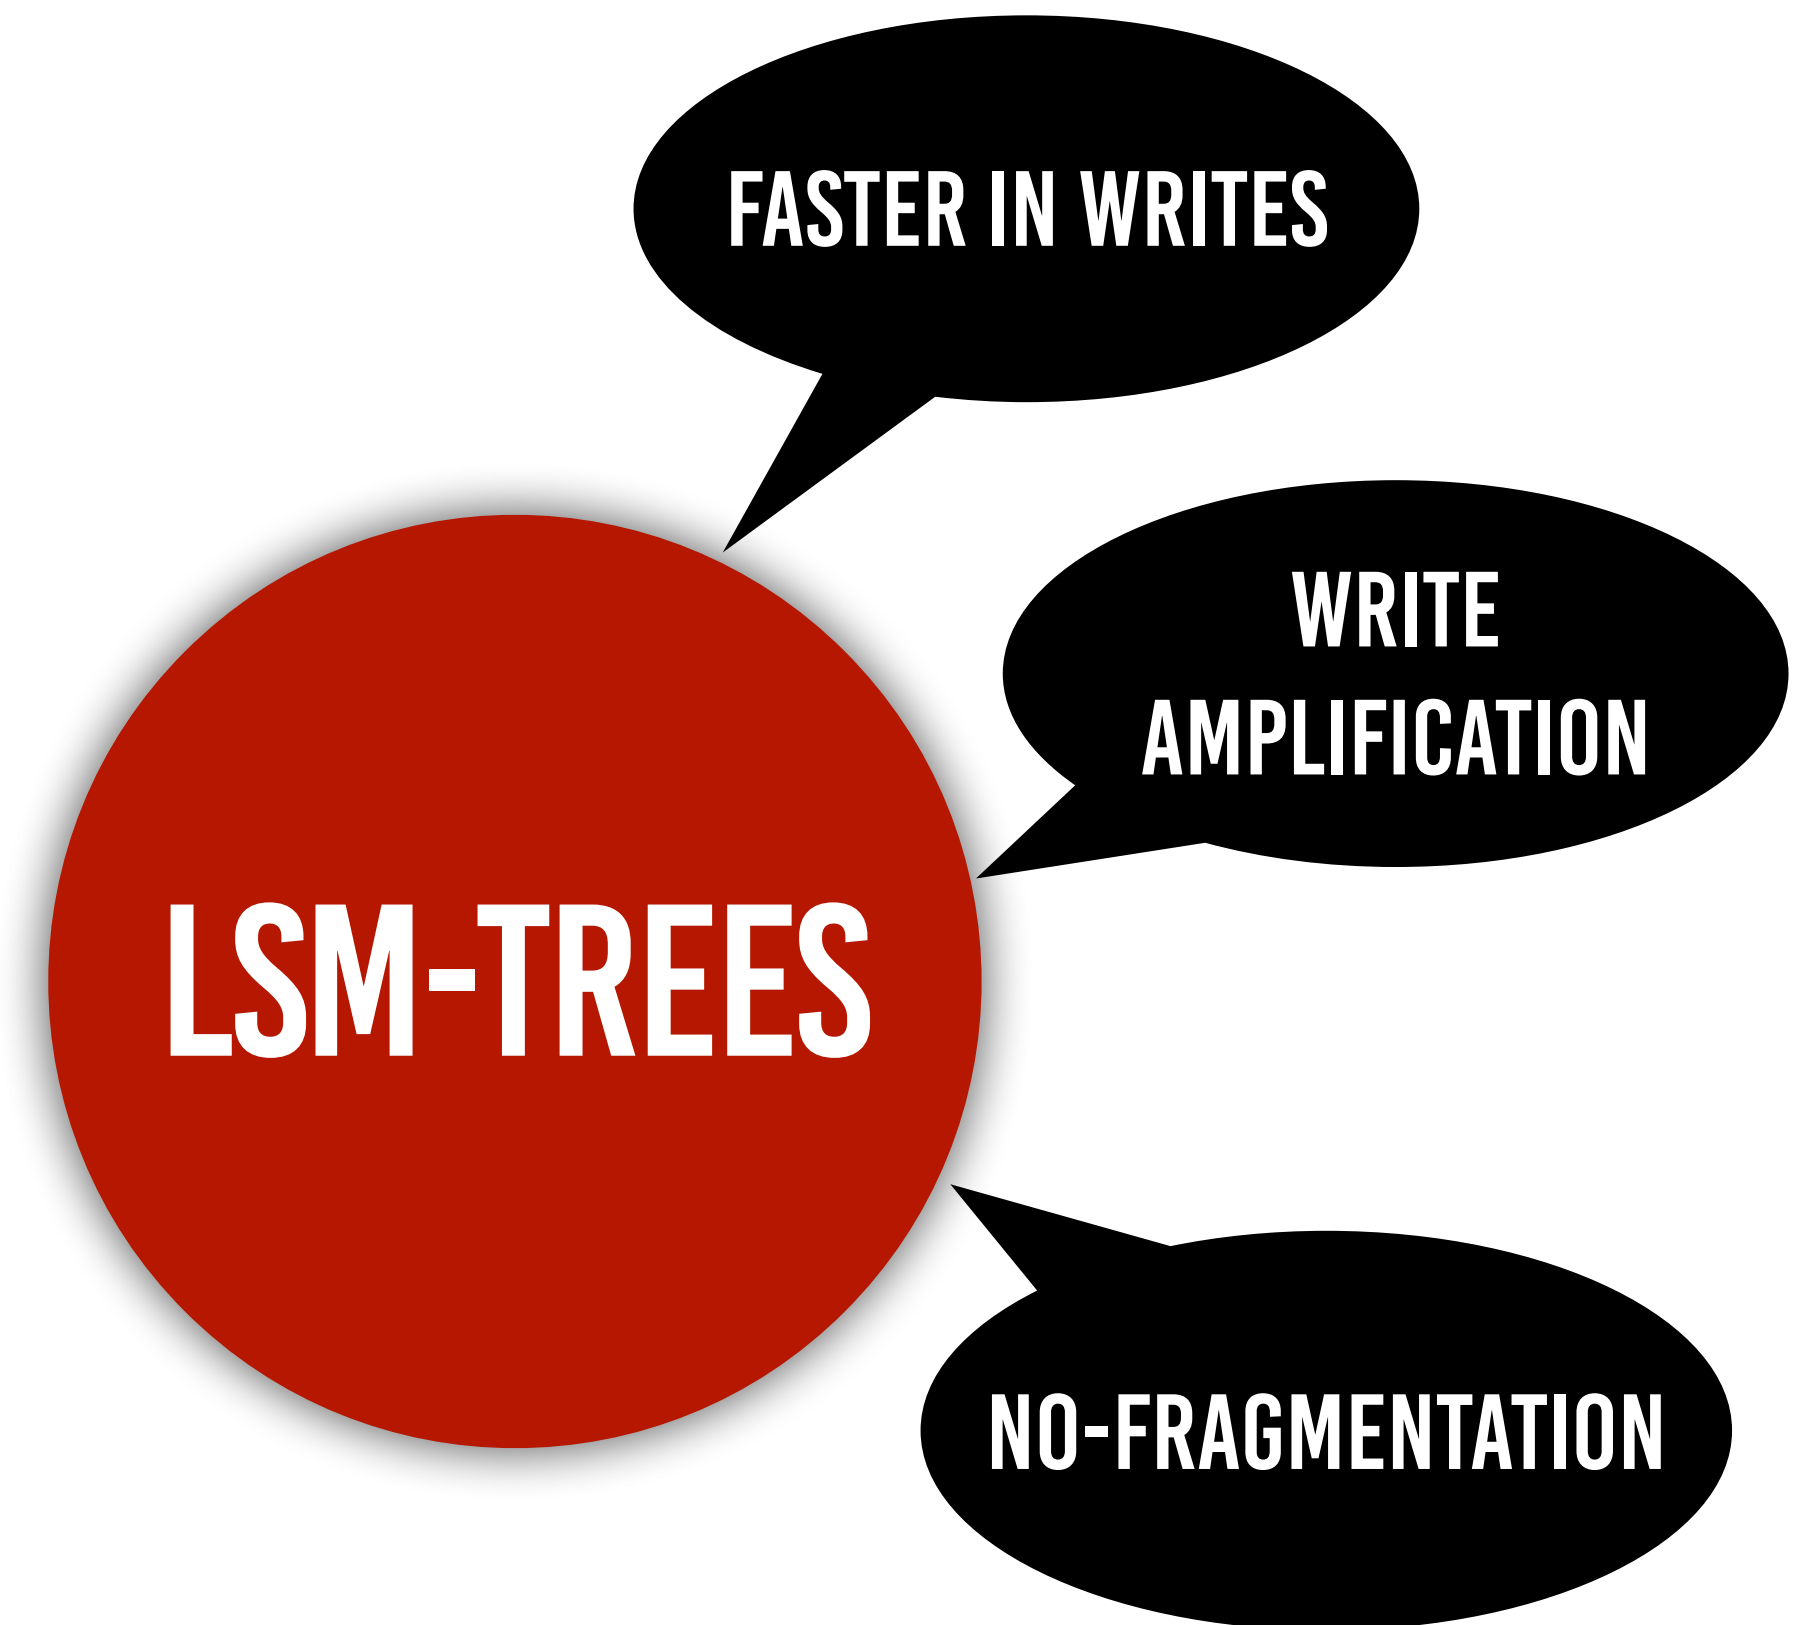 FASTER IN WRITES
WRITE
AMPLIFICATION
LSM-TREES
NO-FRAGMENTATION